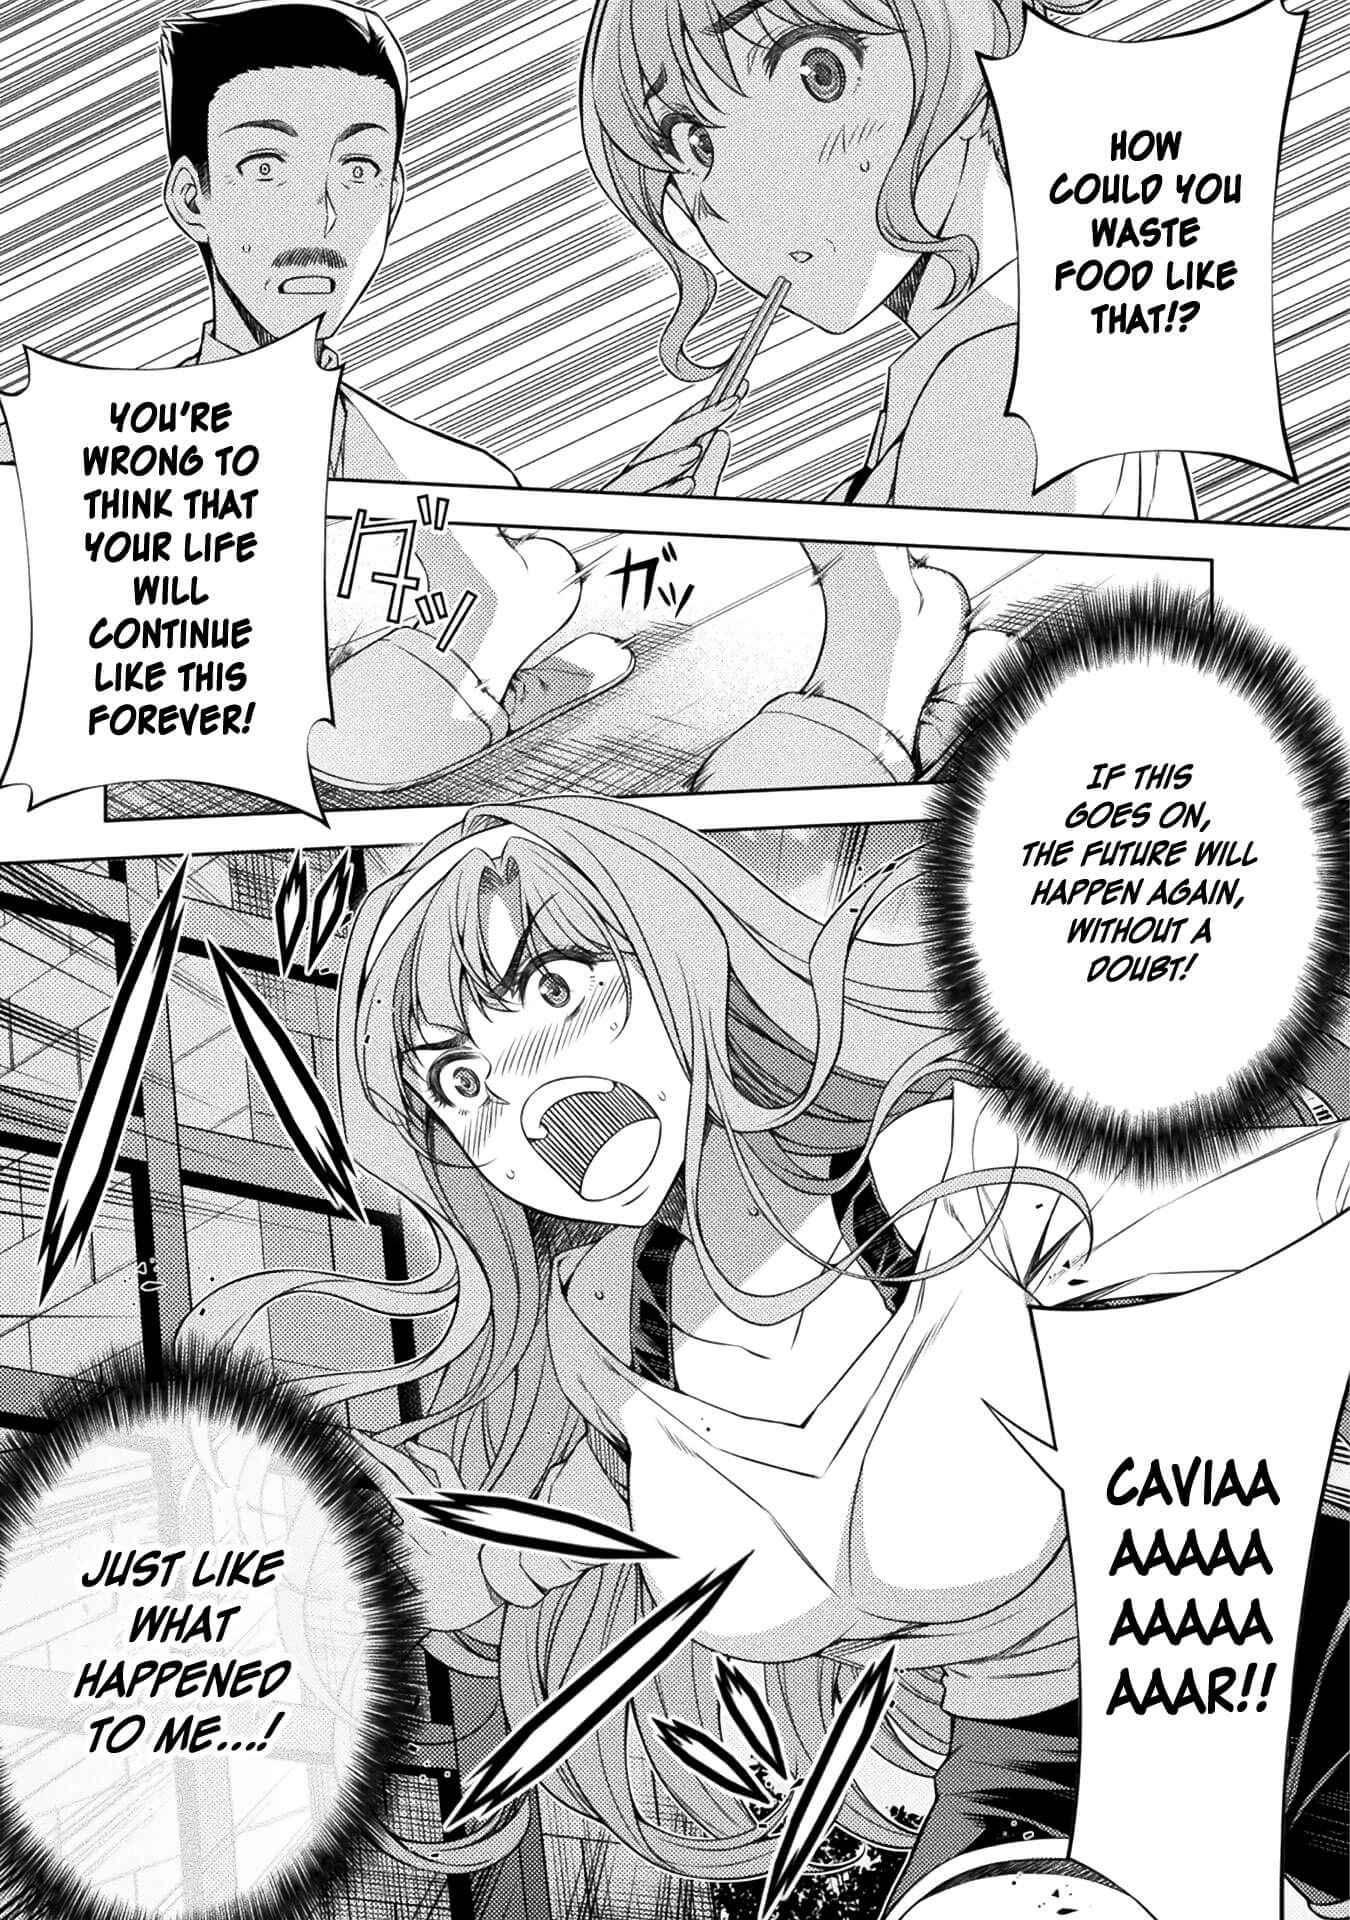 HOW
COULD YOU
WASTE
FOOD LIKE
THAT!?
YOU'RE
WRONG TO
THINK THAT
YOUR LIFE
WILL
CONTINUE
LIKE THIS
FOREVER!
ガッ
ガタッ
IF THIS
GOES ON,
THE FUTURE WILL
HAPPEN AGAIN,
WITHOUT A
DOUBT!
CAVIAA
AAAAA
AAAAA
AAAR!!
JUST LIKE
WHAT
HAPPENED
TO ME...!